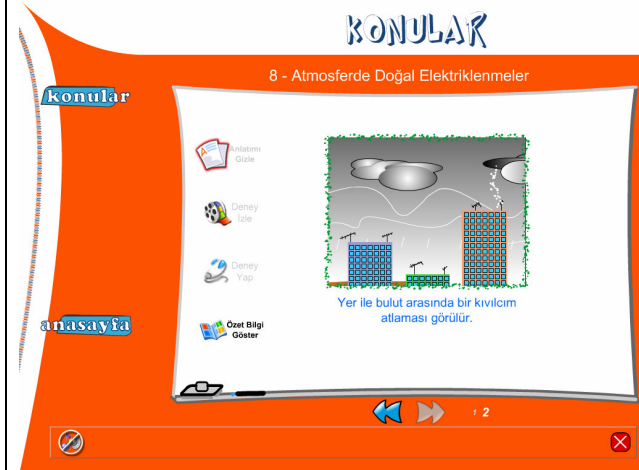 KONULAR
8 - Atmosferde Doğal Elektriklenmeler
konular
Anlatımı
Gizle
Deney
İzle
Deney
Yap
Özet Bilgi
Göster
Yer ile bulut arasında bir kıvılcım
atlaması görülür.
anasayfa
1 2